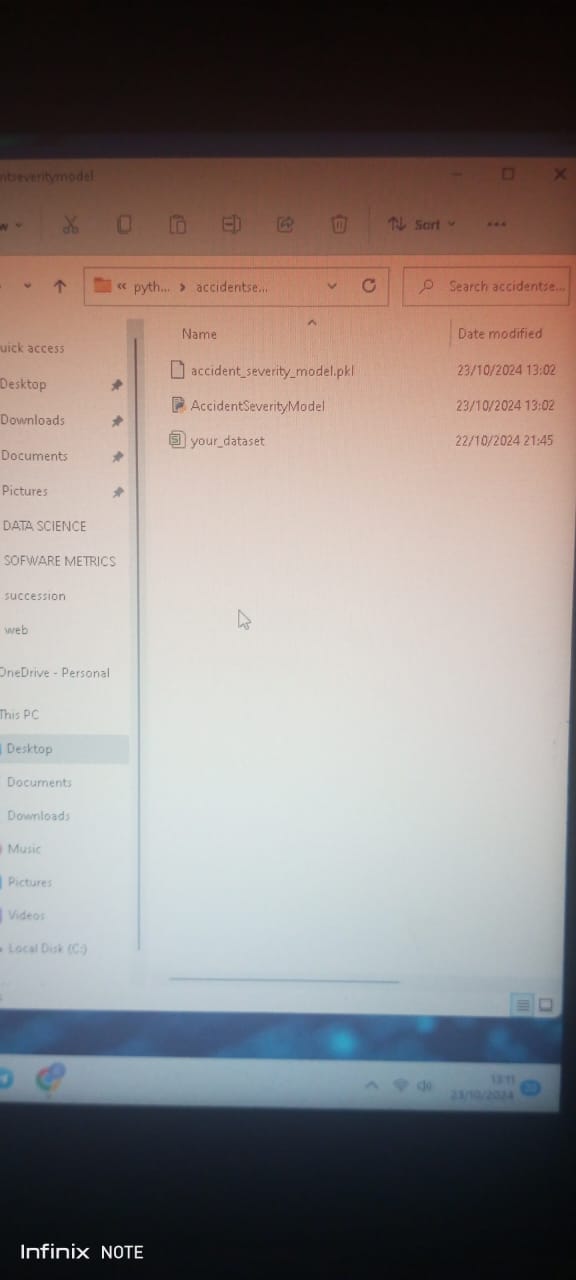 ntseveritymodel
w
Sort
« pyth... > accidentse...
Search accidentse...
Name
Date modified
uick access
accident_severity_model.pkl
23/10/2024 13:02
Desktop
AccidentSeverityModel
23/10/2024 13:02
Downloads
your_dataset
22/10/2024 21:45
Documents
Pictures
DATA SCIENCE
SOFWARE METRICS
succession
web
OneDrive - Personal
This PC
Desktop
Documents
Downloads
Music
Pictures
Videos
Local Disk (C:)
13:11
23/10/2024
Infinix NOTE